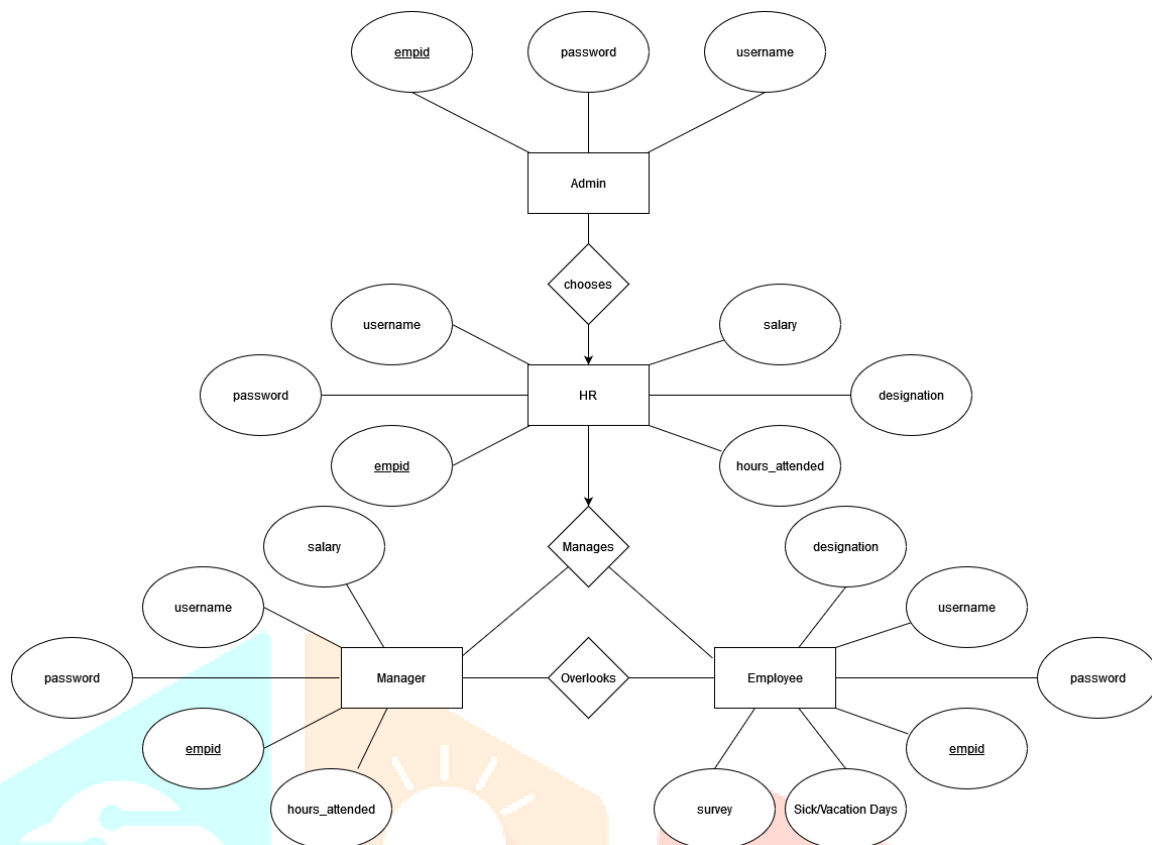 empid
password
username
Admin
chooses
username
salary
password
HR
designation
empid
hours_attended
salary
Manages
designation
username
username
password
Manager
Overlooks
Employee
password
empid
empid
hours_attended
survey
Sick/Vacation Days